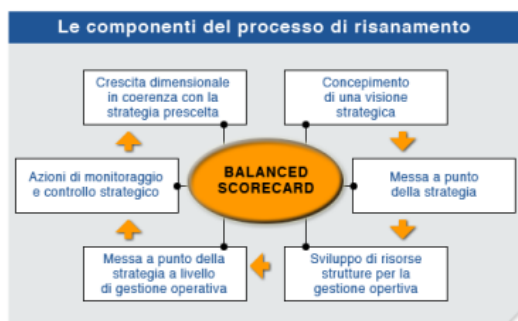 Le componenti del processo di risanamento
Crescita dimensionale
in coerenza con la
strategia prescelta
Concepimento
di una visione
strategica
Azioni di monitoraggio
e controllo strategico
BALANCED
SCORECARD
Messa a punto
della strategia
Messa a punto della
strategia a livello
di gestione operativa
Sviluppo di risorse
strutture per la
gestione opertiva